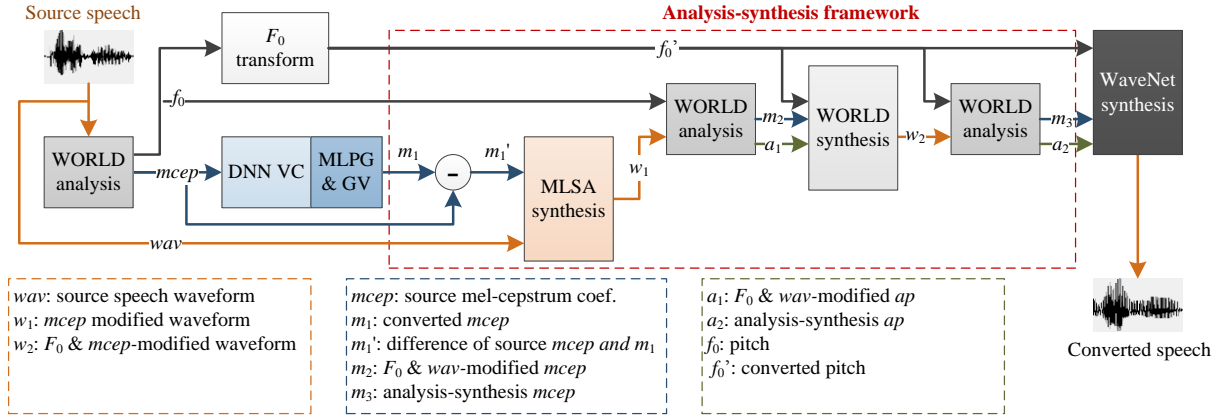 Source speech
Analysis-synthesis framework
F0
transform
f0'
WaveNet
synthesis
f0
WORLD
analysis
m2
a1
WORLD
synthesis
w2
WORLD
analysis
m3
a2
WORLD
analysis
mcep
DNN VC
MLPG
& GV
m1
-
m1'
MLSA
synthesis
w1
wav
wav: source speech waveform
w1: mcep modified waveform
w2: F0 & mcep-modified waveform
mcep: source mel-cepstrum coef.
m1: converted mcep
m1': difference of source mcep and m1
m2: F0 & wav-modified mcep
m3: analysis-synthesis mcep
a1: F0 & wav-modified ap
a2: analysis-synthesis ap
f0: pitch
f0’: converted pitch
Converted speech